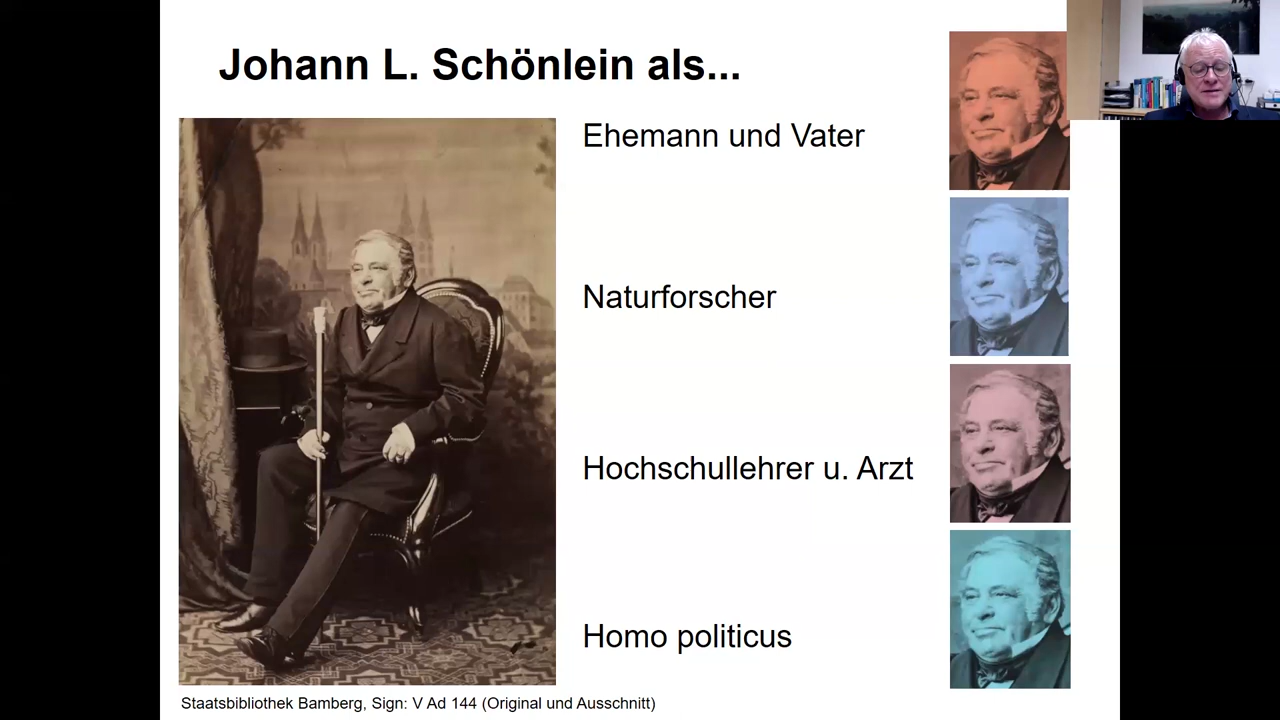 Johann L. Schönlein als...
Ehemann und Vater
Naturforscher
Hochschullehrer u. Arzt
Homo politicus
Staatsbibliothek Bamberg, Sign: V Ad 144 (Original und Ausschnitt)